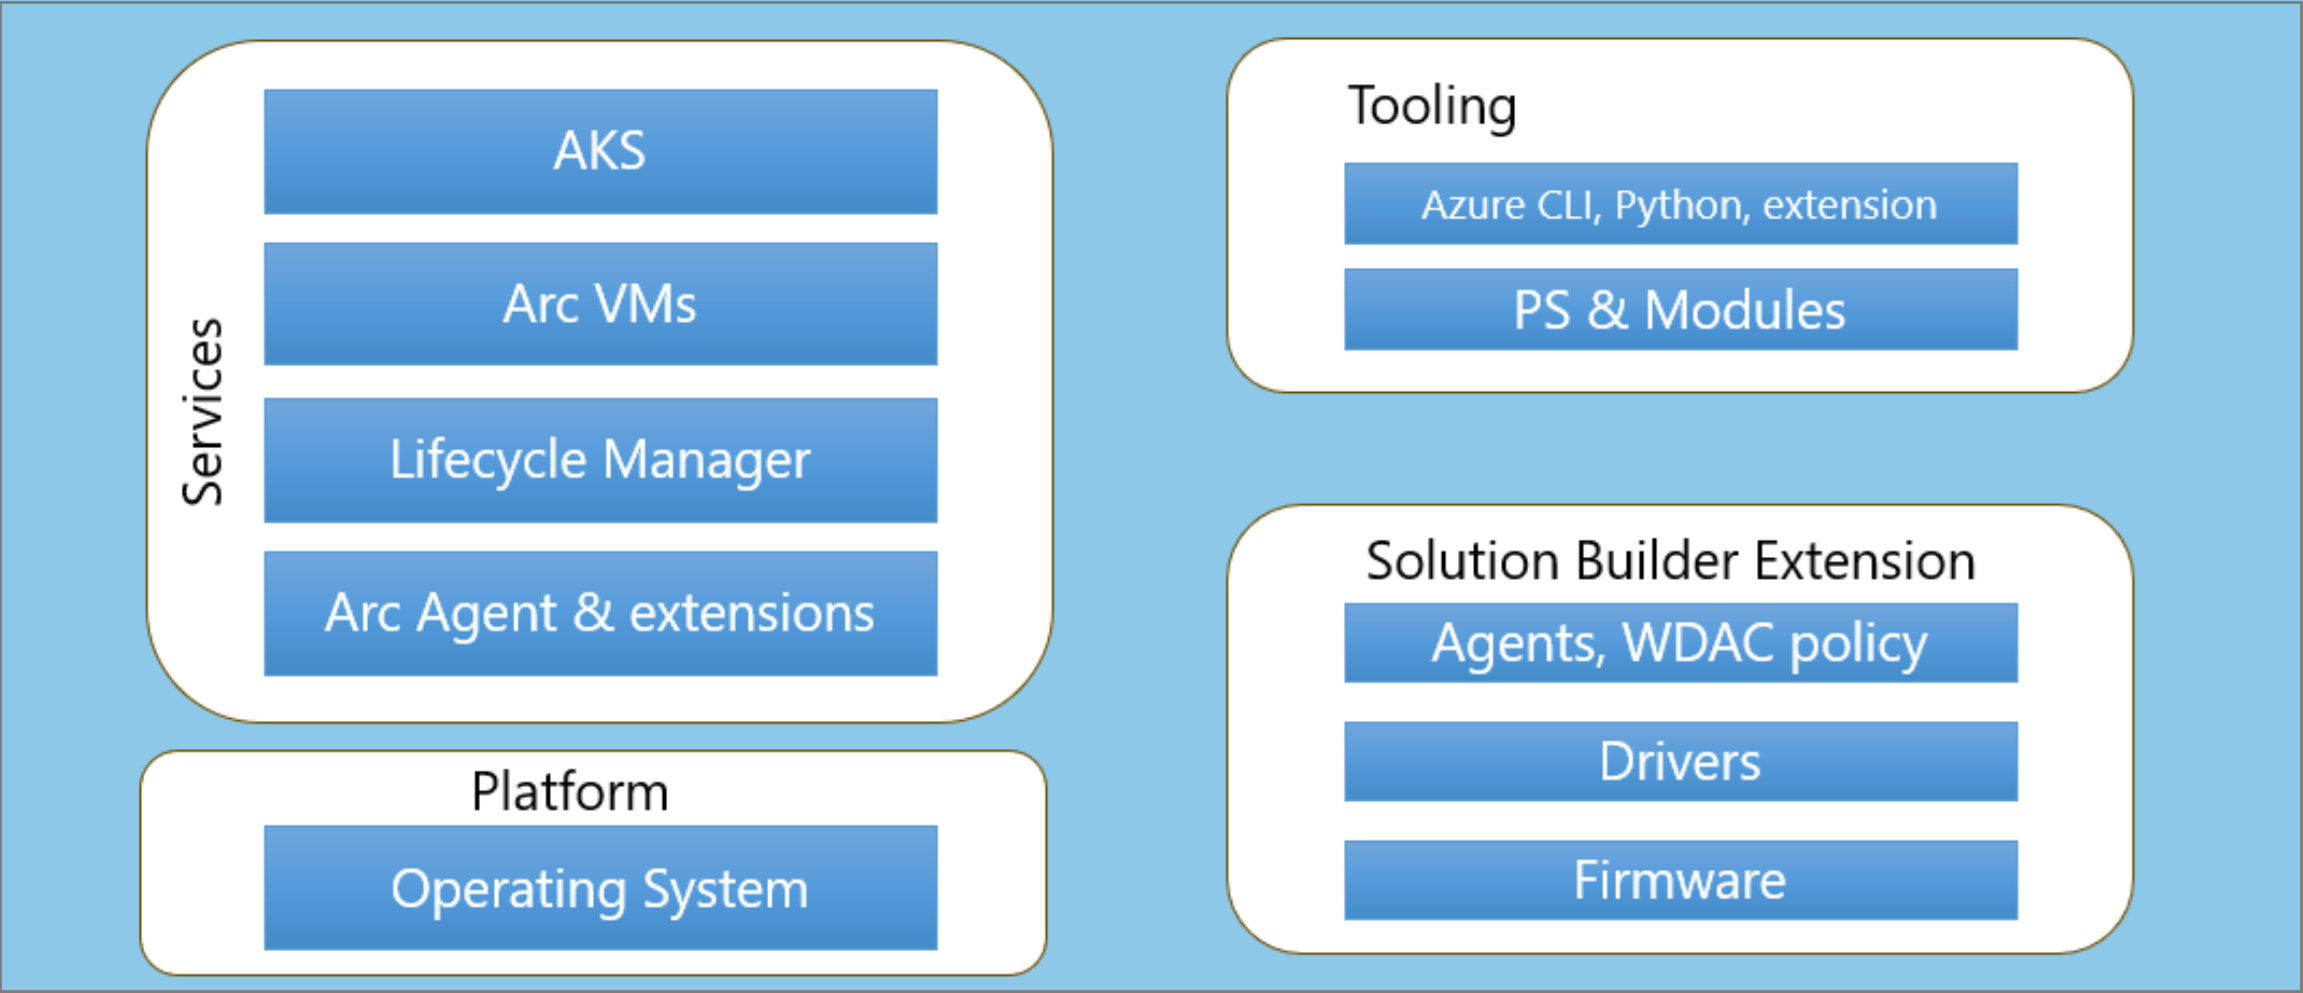 Services
AKS
Arc VMs
Lifecycle Manager
Arc Agent & extensions
Platform
Operating System
Tooling
Azure CLI, Python, extension
PS & Modules
Solution Builder Extension
Agents, WDAC policy
Drivers
Firmware